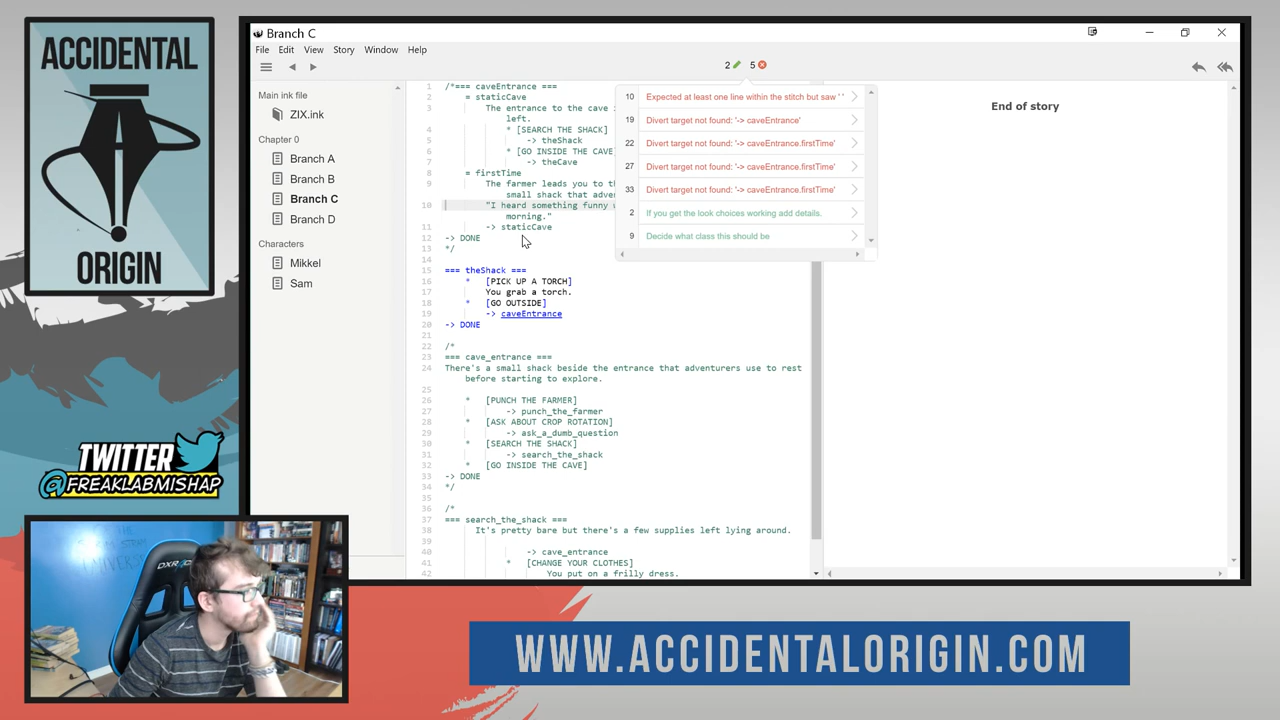 ACCIDENTAL
ORIGIN
TWITTER
@FREAKLABMISHAP
Branch C
File Edit View Story Window Help
2 5
Main ink file
ZIX.ink
Chapter 0
Branch A
Branch B
Branch C
Branch D
Characters
Mikkel
Sam
1 /*=== caveEntrance ===
2 = staticCave
3 The entrance to the cave
left.
4 * [SEARCH THE SHACK]
5 -> theShack
6 * [GO INSIDE THE CAVE
7 -> theCave
8 = firstTime
9 The farmer leads you to th
small shack that adven
10 "I heard something funny
morning."
11 -> staticCave
12 -> DONE
13 */
14
15 === theShack ===
16 * [PICK UP A TORCH]
17 You grab a torch.
18 * [GO OUTSIDE]
19 -> caveEntrance
20 -> DONE
21
22 /*
23 === cave_entrance ===
24 There's a small shack beside the entrance that adventurers use to rest
before starting to explore.
25
26 * [PUNCH THE FARMER]
27 -> punch_the_farmer
28 * [ASK ABOUT CROP ROTATION]
29 -> ask_a_dumb_question
30 * [SEARCH THE SHACK]
31 -> search_the_shack
32 * [GO INSIDE THE CAVE]
33 -> DONE
34 */
35
36 /*
37 === search_the_shack ===
38 It's pretty bare but there's a few supplies left lying around.
39
40 -> cave_entrance
41 * [CHANGE YOUR CLOTHES]
42 You put on a frilly dress.
10 Expected at least one line within the stitch but saw ' '
19 Divert target not found: '-> caveEntrance'
22 Divert target not found: '-> caveEntrance.firstTime'
27 Divert target not found: '-> caveEntrance.firstTime'
33 Divert target not found: '-> caveEntrance.firstTime'
2 If you get the look choices working add details.
9 Decide what class this should be
End of story
DXR
WWW.ACCIDENTALORIGIN.COM